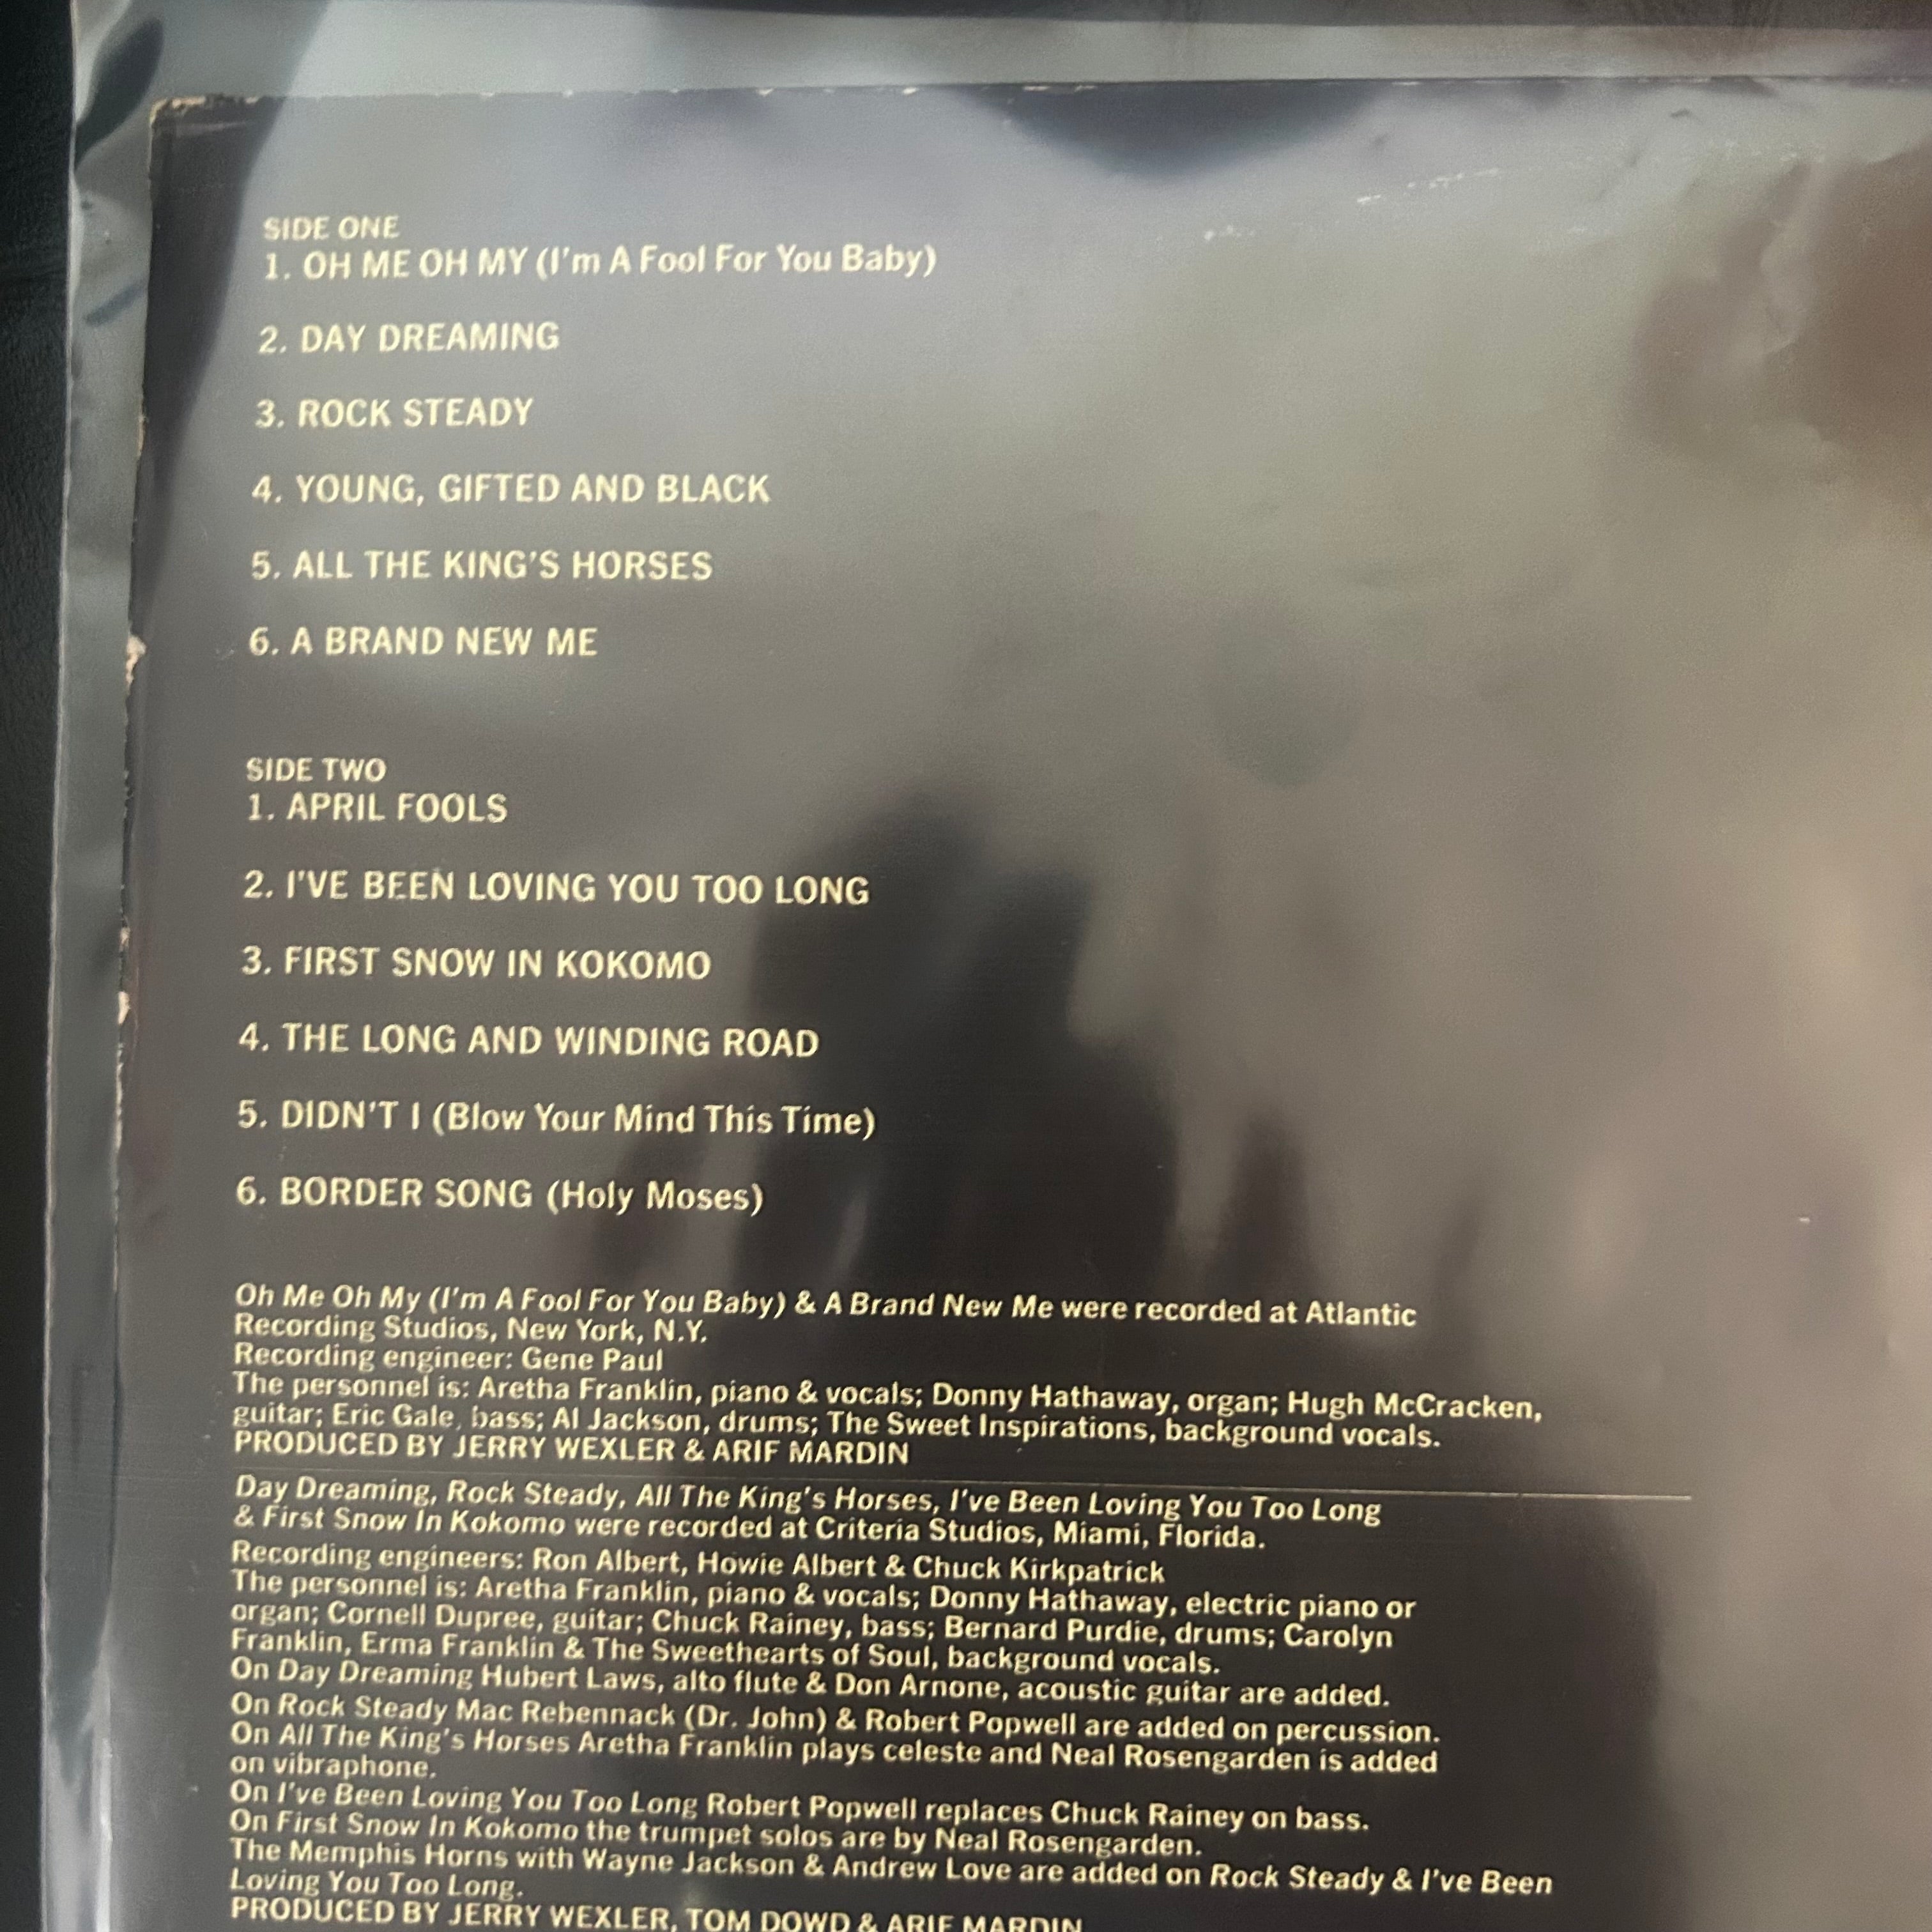 SIDE ONE
1. OH ME OH MY (I'm A Fool For You Baby)
2. DAY DREAMING
3. ROCK STEADY
4. YOUNG, GIFTED AND BLACK
5. ALL THE KING'S HORSES
6. A BRAND NEW ME
SIDE TWO
1. APRIL FOOLS
2. I'VE BEEN LOVING YOU TOO LONG
3. FIRST SNOW IN KOKOMO
4. THE LONG AND WINDING ROAD
5. DIDN'T I (Blow Your Mind This Time)
6. BORDER SONG (Holy Moses)
Oh Me Oh My (I'm A Fool For You Baby) & A Brand New Me were recorded at Atlantic
Recording Studios, New York, N.Y.
Recording engineer: Gene Paul
The personnel is: Aretha Franklin, piano & vocals; Donny Hathaway, organ; Hugh McCracken,
guitar; Eric Gale, bass; Al Jackson, drums; The Sweet Inspirations, background vocals.
PRODUCED BY JERRY WEXLER & ARIF MARDIN
Day Dreaming, Rock Steady, All The King's Horses, I've Been Loving You Too Long
& First Snow In Kokomo were recorded at Criteria Studios, Miami, Florida.
Recording engineers: Ron Albert, Howie Albert & Chuck Kirkpatrick
The personnel is: Aretha Franklin, piano & vocals; Donny Hathaway, electric piano or
organ; Cornell Dupree, guitar; Chuck Rainey, bass; Bernard Purdie, drums; Carolyn
Franklin, Erma Franklin & The Sweethearts of Soul, background vocals.
On Day Dreaming Hubert Laws, alto flute & Don Arnone, acoustic guitar are added.
On Rock Steady Mac Rebennack (Dr. John) & Robert Popwell are added on percussion.
On All The King's Horses Aretha Franklin plays celeste and Neal Rosengarden is added
on vibraphone.
On I've Been Loving You Too Long Robert Popwell replaces Chuck Rainey on bass.
On First Snow In Kokomo the trumpet solos are by Neal Rosengarden.
The Memphis Horns with Wayne Jackson & Andrew Love are added on Rock Steady & I've Been
Loving You Too Long.
PRODUCED BY JERRY WEXLER, TOM DOWD & ARIF MARDIN